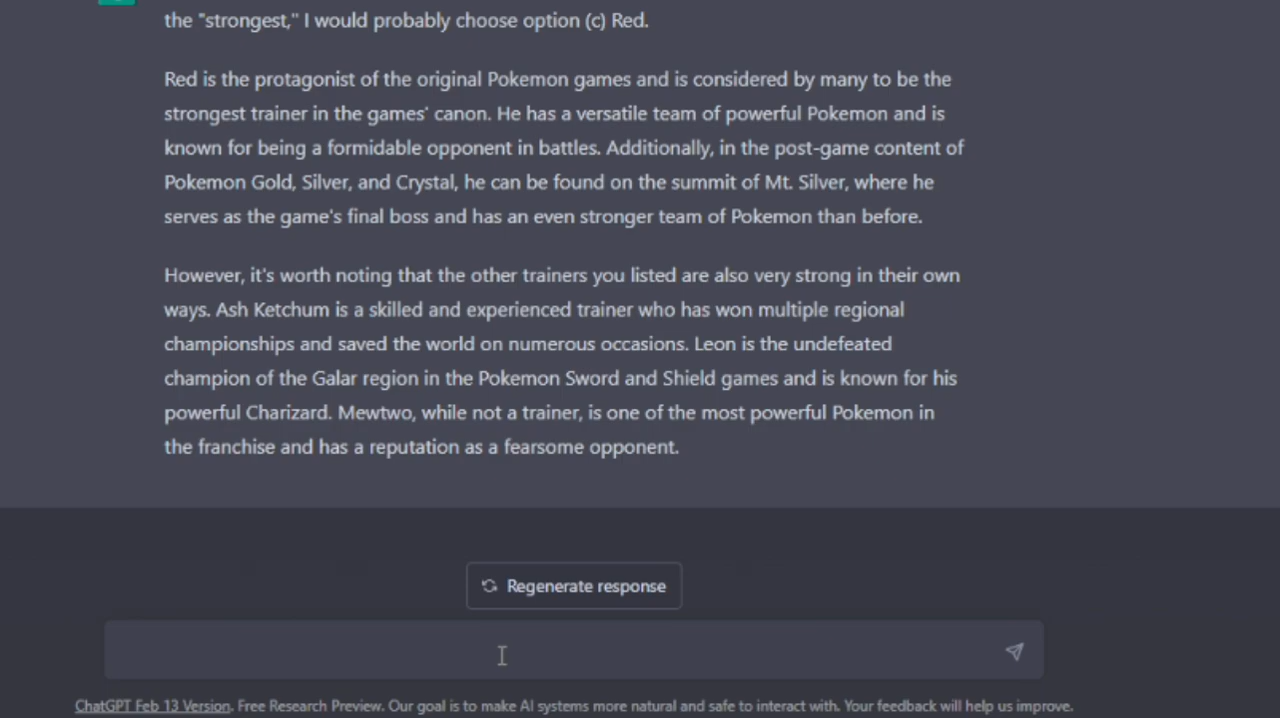 the "strongest," I would probably choose option (c) Red.
Red is the protagonist of the original Pokemon games and is considered by many to be the
strongest trainer in the games' canon. He has a versatile team of powerful Pokemon and is
known for being a formidable opponent in battles. Additionally, in the post-game content of
Pokemon Gold, Silver, and Crystal, he can be found on the summit of Mt. Silver, where he
serves as the game's final boss and has an even stronger team of Pokemon than before.
However, it's worth noting that the other trainers you listed are also very strong in their own
ways. Ash Ketchum is a skilled and experienced trainer who has won multiple regional
championships and saved the world on numerous occasions. Leon is the undefeated
champion of the Galar region in the Pokemon Sword and Shield games and is known for his
powerful Charizard. Mewtwo, while not a trainer, is one of the most powerful Pokemon in
the franchise and has a reputation as a fearsome opponent.
Regenerate response
ChatGPT Feb 13 Version. Free Research Preview. Our goal is to make AI systems more natural and safe to interact with. Your feedback will help us improve.